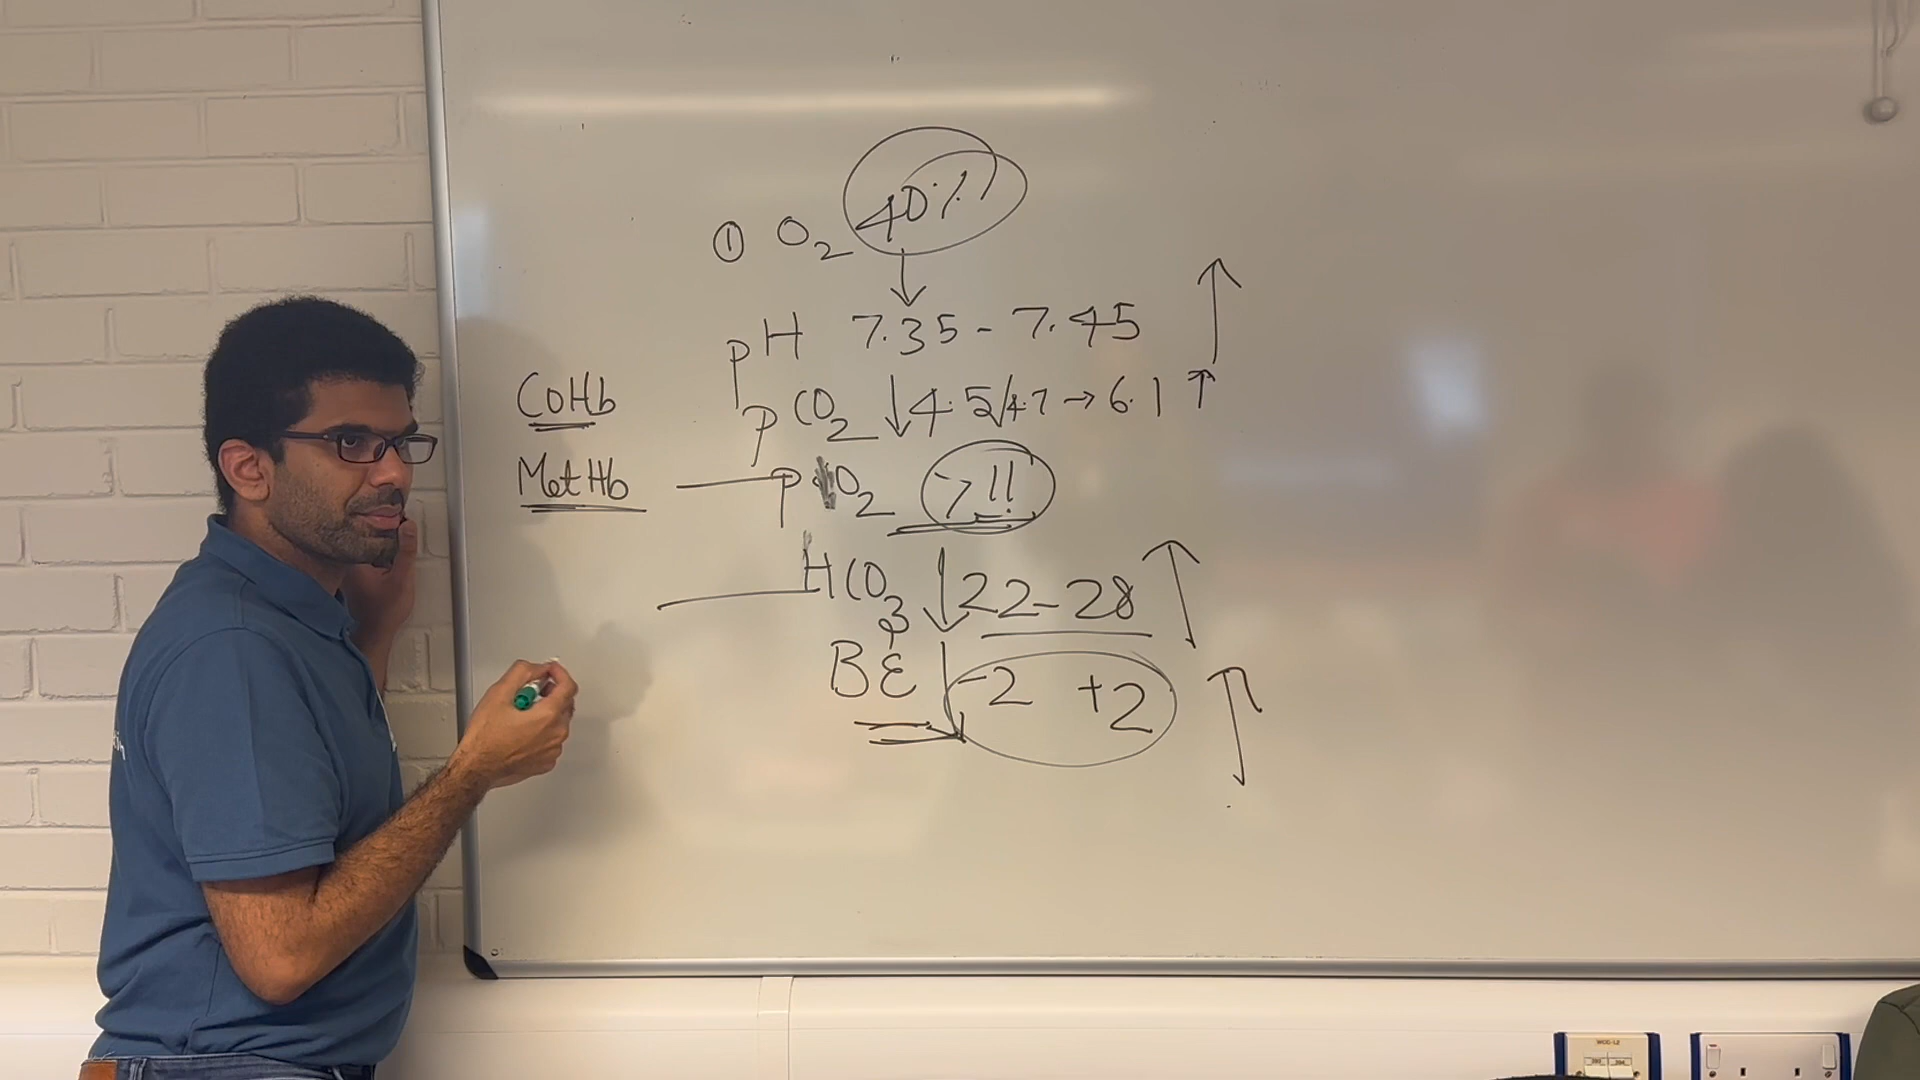 ① O2 40%
↓
pH 7.35 - 7.45 ↑
COHb
pCO2 ↓ 4.5/4.7 → 6.1 ↑
MetHb
pO2 >11
HCO3 ↓ 22-28 ↑
BE ↓ -2 +2 ↑